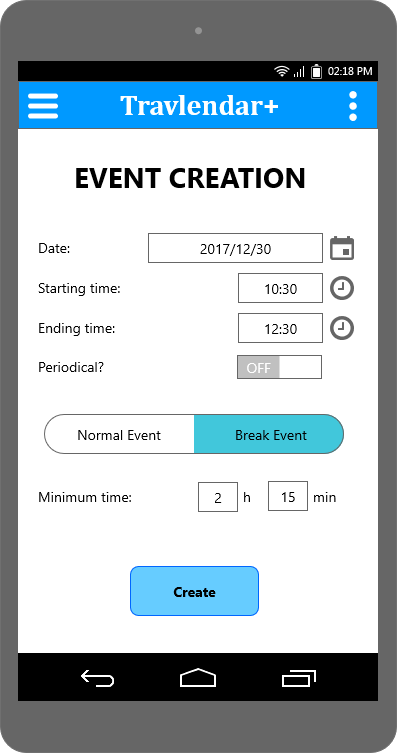 02:18 PM
Travlendar+
EVENT CREATION
Date: 2017/12/30
Starting time: 10:30
Ending time: 12:30
Periodical? OFF
Normal Event Break Event
Minimum time: 2 h 15 min
Create